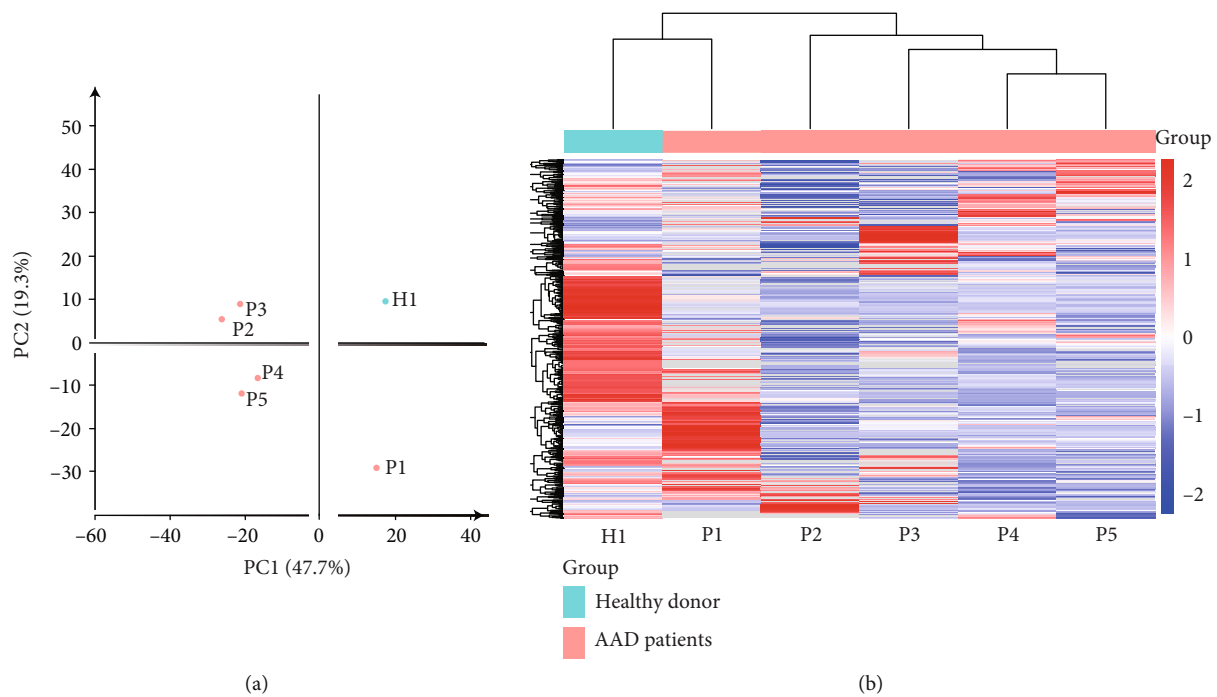 50
40
30
20
10
0
−10
−20
−30
PC2 (19.3%)
H1
P3
P2
P4
P5
P1
−60 −40 −20 0 20 40
PC1 (47.7%)
(a)
Group
2
1
0
−1
−2
H1 P1 P2 P3 P4 P5
Group
Healthy donor
AAD patients
(b)